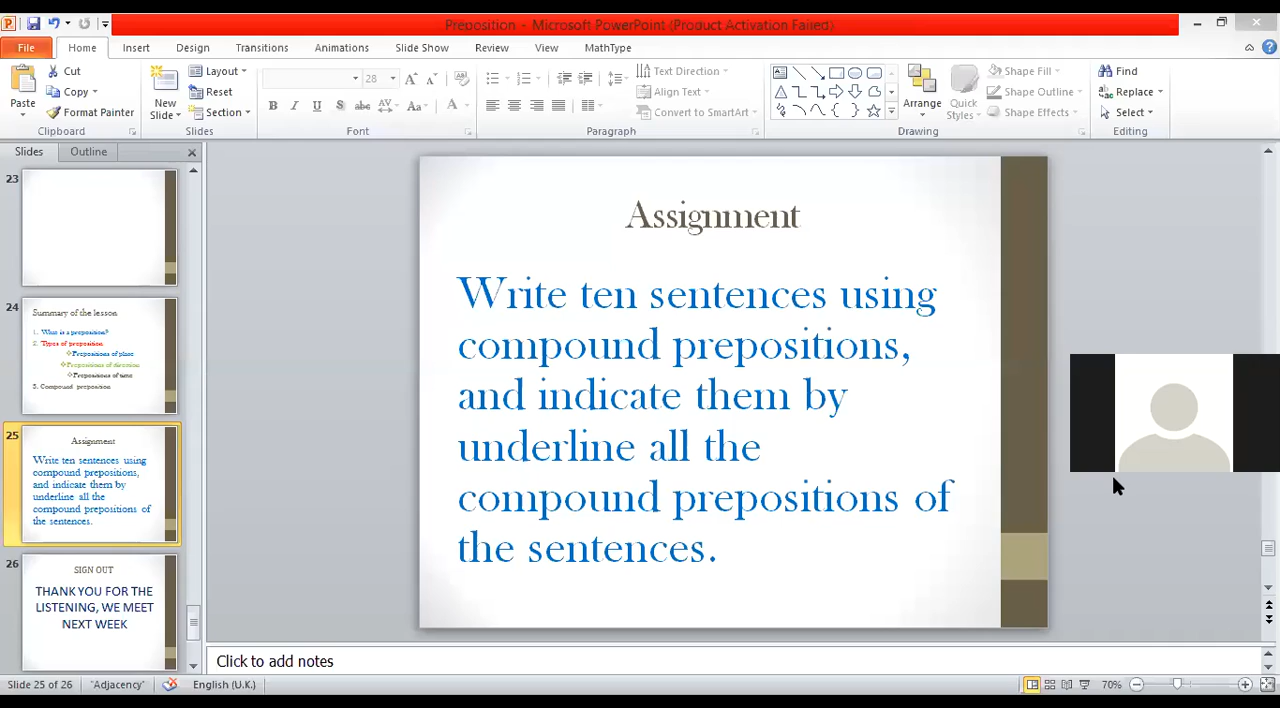 Preposition - Microsoft PowerPoint (Product Activation Failed)
File Home Insert Design Transitions Animations Slide Show Review View MathType
Cut
Copy
Format Painter
Paste
Clipboard
New
Slide
Layout
Reset
Section
Slides
28
B I U S abc AV Aa A
Font
Text Direction
Align Text
Convert to SmartArt
Paragraph
Arrange
Quick
Styles
Shape Fill
Shape Outline
Shape Effects
Drawing
Find
Replace
Select
Editing
Slides Outline
23
24
Summary of the lesson
1. What is a preposition?
2. Types of preposition
Prepositions of place
Prepositions of direction
Prepositions of time
3. Compound preposition
25
Assignment
Write ten sentences using
compound prepositions,
and indicate them by
underline all the
compound prepositions of
the sentences.
26
SIGN OUT
THANK YOU FOR THE
LISTENING, WE MEET
NEXT WEEK
Assignment
Write ten sentences using
compound prepositions,
and indicate them by
underline all the
compound prepositions of
the sentences.
Click to add notes
Slide 25 of 26 "Adjacency" English (U.K.) 70%